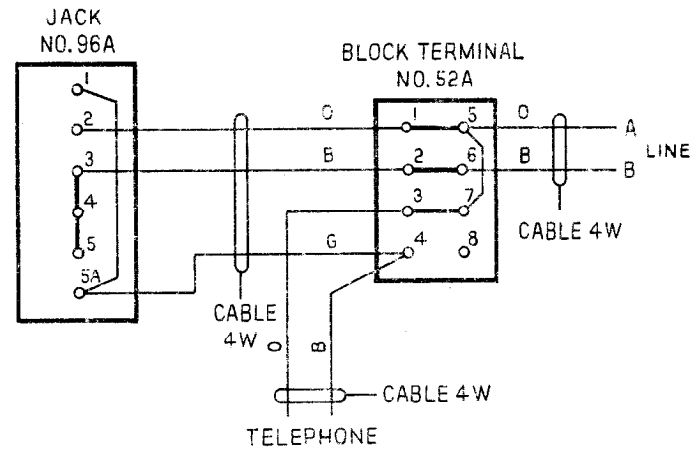 JACK
NO. 96A
BLOCK TERMINAL
NO. 52A
1
2
3
4
5
5A
O
B
G
1
2
3
4
5
6
7
8
O
B
A
B
LINE
CABLE 4W
CABLE
4W
O
B
CABLE 4W
TELEPHONE